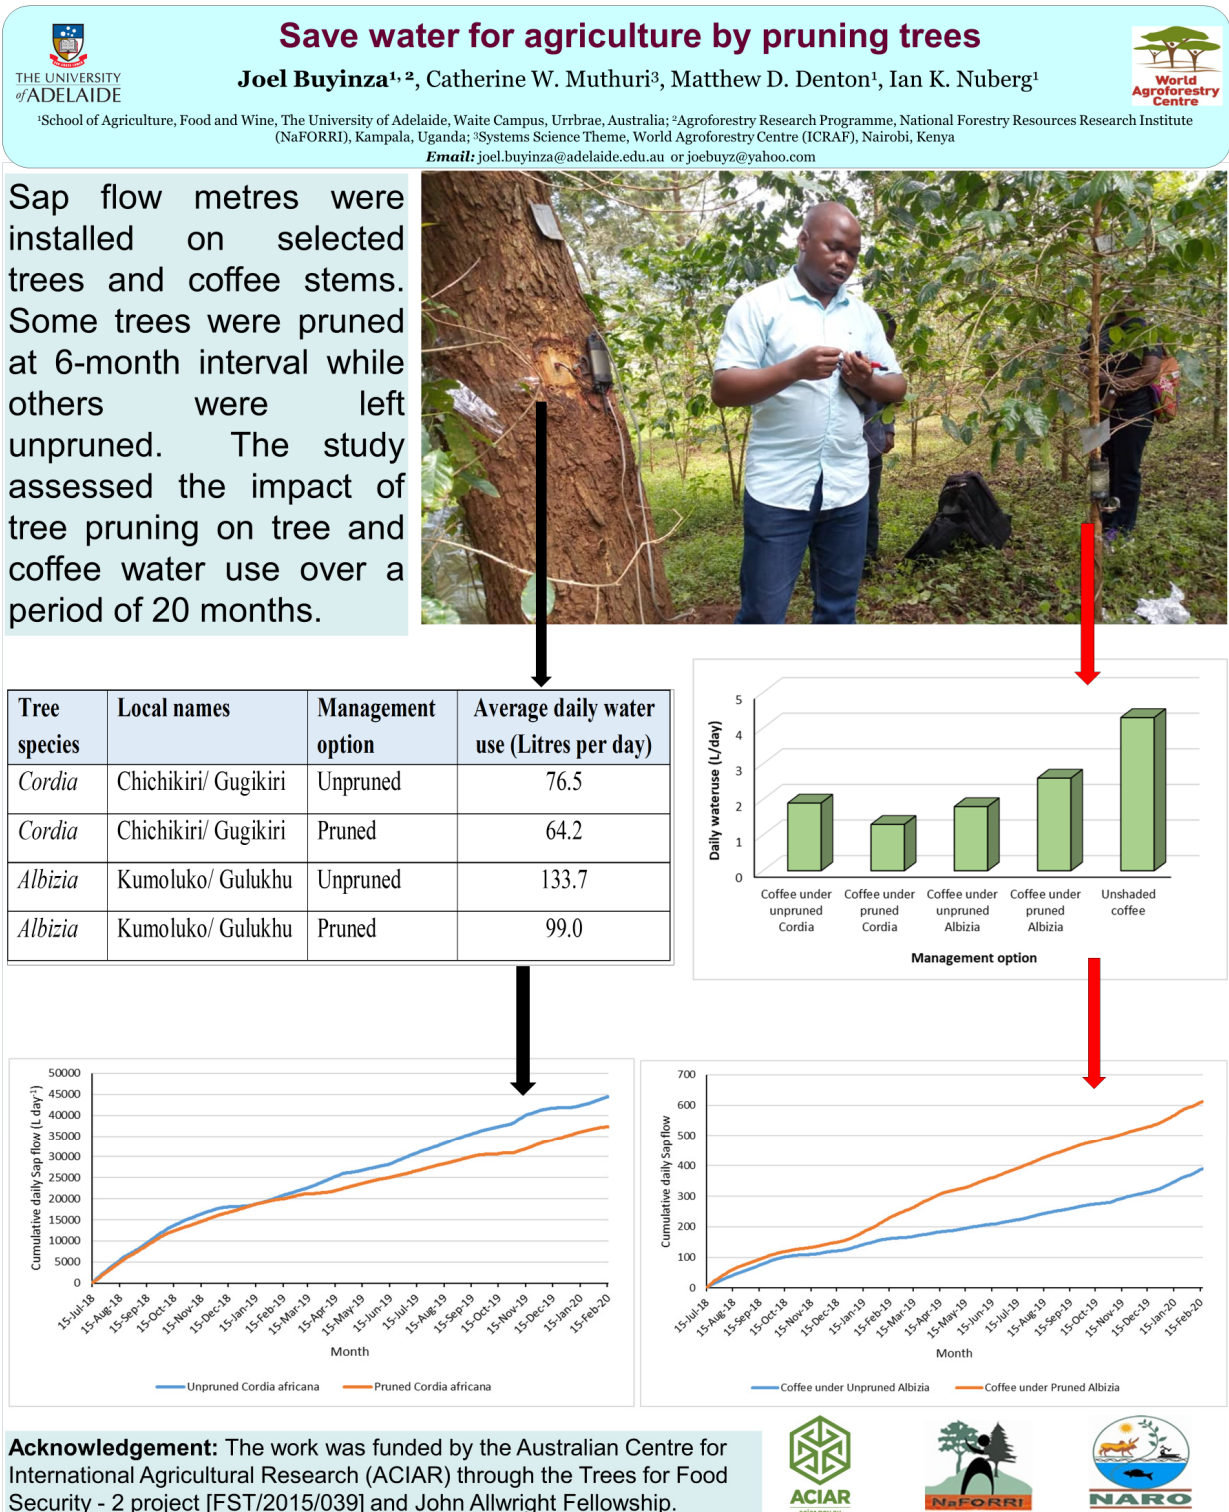 Save water for agriculture by pruning trees
THE UNIVERSITY
of ADELAIDE
Joel Buyinza¹,², Catherine W. Muthuri³, Matthew D. Denton¹, Ian K. Nuberg¹
World
Agroforestry
Centre
¹School of Agriculture, Food and Wine, The University of Adelaide, Waite Campus, Urrbrae, Australia; ²Agroforestry Research Programme, National Forestry Resources Research Institute
(NaFORRI), Kampala, Uganda; ³Systems Science Theme, World Agroforestry Centre (ICRAF), Nairobi, Kenya
Email: joel.buyinza@adelaide.edu.au or joebuyz@yahoo.com
Sap flow metres were
installed on selected
trees and coffee stems.
Some trees were pruned
at 6-month interval while
others were left
unpruned. The study
assessed the impact of
tree pruning on tree and
coffee water use over a
period of 20 months.
Tree species | Local names | Management option | Average daily water use (Litres per day)
Cordia Chichikiri/ Gugikiri Unpruned 76.5
Cordia Chichikiri/ Gugikiri Pruned 64.2
Albizia Kumoluko/ Gulukhu Unpruned 133.7
Albizia Kumoluko/ Gulukhu Pruned 99.0
Daily wateruse (L/day)
5
4
3
2
1
0
Coffee under unpruned Cordia
Coffee under pruned Cordia
Coffee under unpruned Albizia
Coffee under pruned Albizia
Unshaded coffee
Management option
Cumulative daily Sap flow (L day⁻¹)
50000
45000
40000
35000
30000
25000
20000
15000
10000
5000
0
15-Jul-18
15-Aug-18
15-Sep-18
15-Oct-18
15-Nov-18
15-Dec-18
15-Jan-19
15-Feb-19
15-Mar-19
15-Apr-19
15-May-19
15-Jun-19
15-Jul-19
15-Aug-19
15-Sep-19
15-Oct-19
15-Nov-19
15-Dec-19
15-Jan-20
15-Feb-20
Month
Unpruned Cordia africana Pruned Cordia africana
Cumulative daily Sap flow
700
600
500
400
300
200
100
0
15-Jul-18
15-Aug-18
15-Sep-18
15-Oct-18
15-Nov-18
15-Dec-18
15-Jan-19
15-Feb-19
15-Mar-19
15-Apr-19
15-May-19
15-Jun-19
15-Jul-19
15-Aug-19
15-Sep-19
15-Oct-19
15-Nov-19
15-Dec-19
15-Jan-20
15-Feb-20
Month
Coffee under Unpruned Albizia Coffee under Pruned Albizia
Acknowledgement: The work was funded by the Australian Centre for
International Agricultural Research (ACIAR) through the Trees for Food
Security - 2 project [FST/2015/039] and John Allwright Fellowship.
ACIAR
NaFORRI
NARO